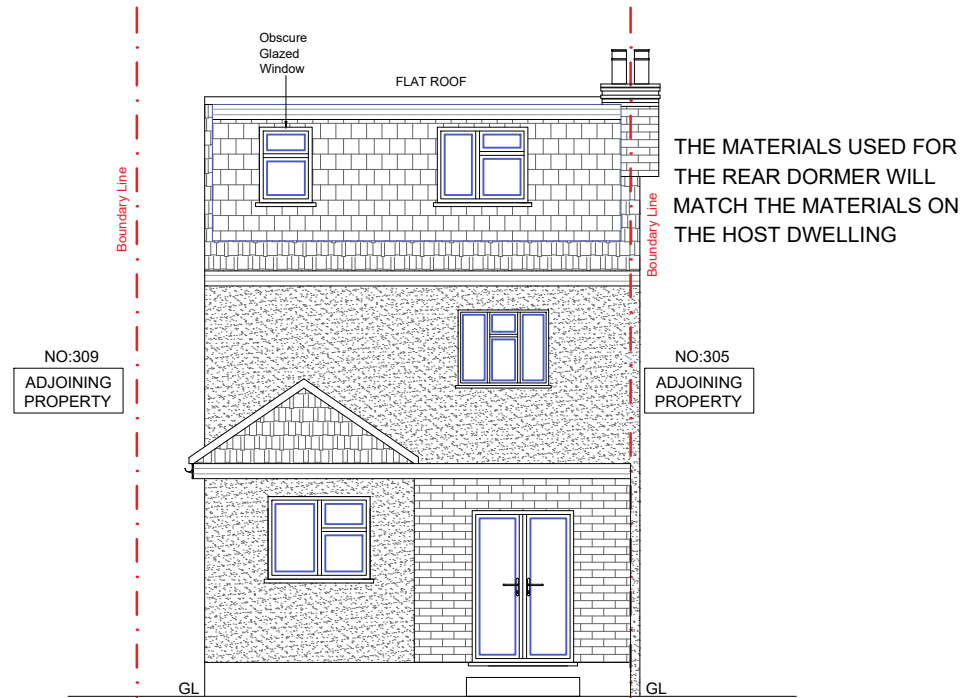 Obscure
Glazed
Window
FLAT ROOF
THE MATERIALS USED FOR
THE REAR DORMER WILL
MATCH THE MATERIALS ON
THE HOST DWELLING
Boundary Line
Boundary Line
NO:309
ADJOINING
PROPERTY
NO:305
ADJOINING
PROPERTY
GL
GL